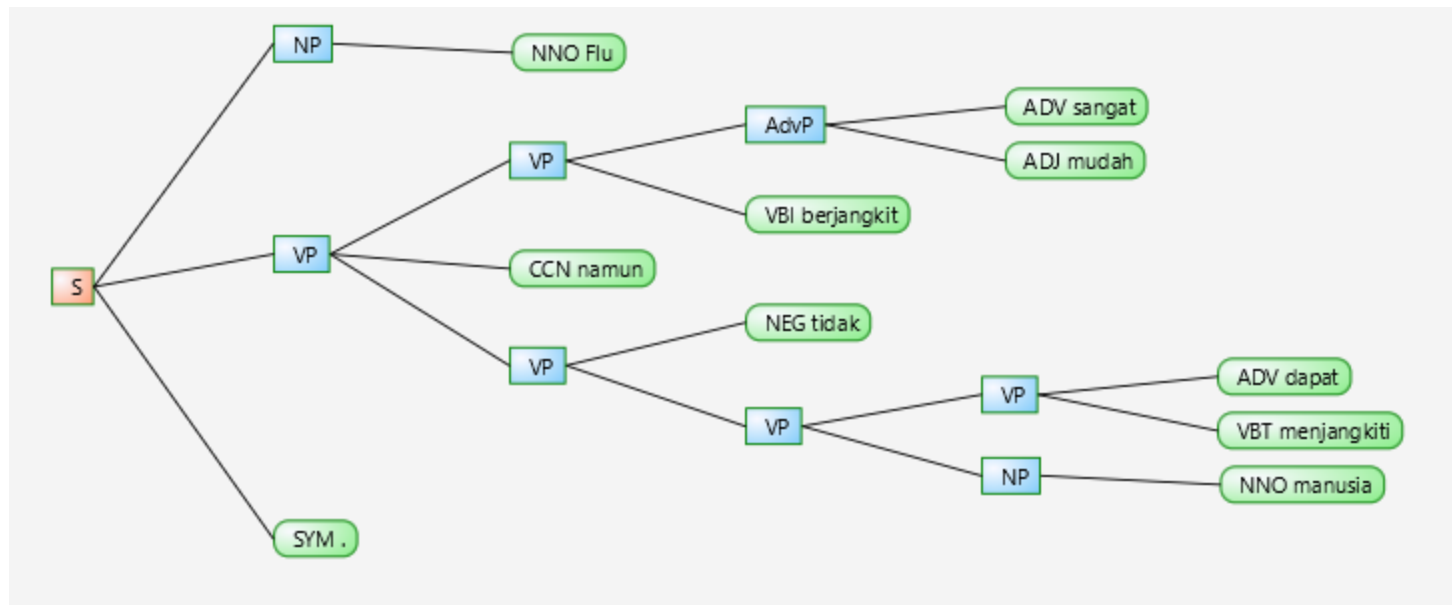 NP
NNO Flu
ADV sangat
AdvP
VP
ADJ mudah
VBI berjangkit
VP
CCN namun
S
NEG tidak
VP
ADV dapat
VP
VP
VBT menjangkiti
NP
NNO manusia
SYM .